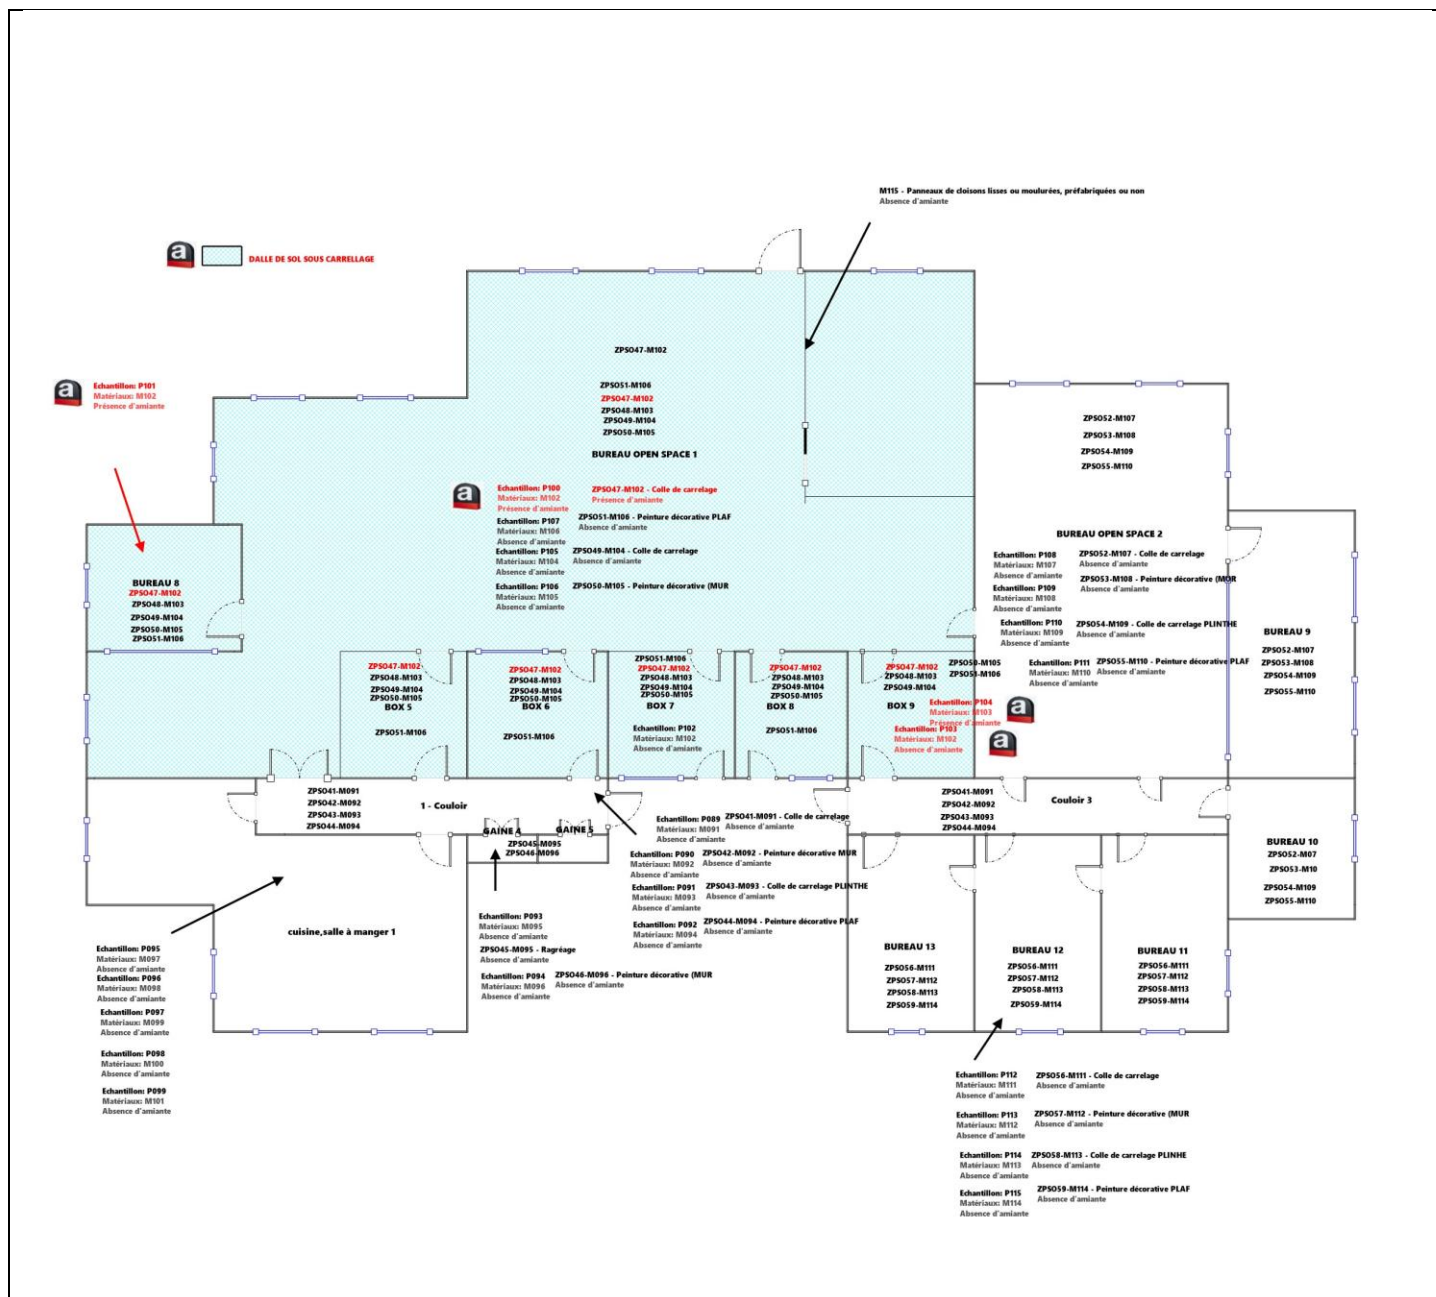 M115 - Panneaux de cloisons lisses ou moulurées, préfabriquées ou non
Absence d'amiante
a
DALLE DE SOL SOUS CARRELLAGE
ZPSO47-M102
a
Echantillon: P101
Matériaux: M102
Présence d'amiante
ZPSO51-M106
ZPSO47-M102
ZPSO48-M103
ZPSO49-M104
ZPSO50-M105
BUREAU OPEN SPACE 1
a
Echantillon: P100
Matériaux: M102
Présence d'amiante
ZPSO47-M102 - Colle de carrelage
Présence d'amiante
Echantillon: P107
Matériaux: M106
Absence d'amiante
ZPSO51-M106 - Peinture décorative PLAF
Absence d'amiante
Echantillon: P105
Matériaux: M104
Absence d'amiante
ZPSO49-M104 - Colle de carrelage
Absence d'amiante
Echantillon: P106
Matériaux: M105
Absence d'amiante
ZPSO50-M105 - Peinture décorative (MUR
ZPSO52-M107
ZPSO53-M108
ZPSO54-M109
ZPSO55-M110
BUREAU OPEN SPACE 2
Echantillon: P108
Matériaux: M107
Absence d'amiante
ZPSO52-M107 - Colle de carrelage
Absence d'amiante
ZPSO53-M108 - Peinture décorative (MUR
Absence d'amiante
Echantillon: P109
Matériaux: M108
Absence d'amiante
Echantillon: P110
Matériaux: M109
Absence d'amiante
ZPSO54-M109 - Colle de carrelage PLINTHE
Absence d'amiante
Echantillon: P111
Matériaux: M110
Absence d'amiante
ZPSO55-M110 - Peinture décorative PLAF
Absence d'amiante
BUREAU 8
ZPSO47-M102
ZPSO48-M103
ZPSO49-M104
ZPSO50-M105
ZPSO51-M106
BUREAU 9
ZPSO52-M107
ZPSO53-M108
ZPSO54-M109
ZPSO55-M110
ZPSO47-M102
ZPSO48-M103
ZPSO49-M104
ZPSO50-M105
BOX 5
ZPSO51-M106
ZPSO47-M102
ZPSO48-M103
ZPSO49-M104
ZPSO50-M105
BOX 6
ZPSO51-M106
ZPSO51-M106
ZPSO47-M102
ZPSO48-M103
ZPSO49-M104
ZPSO50-M105
BOX 7
Echantillon: P102
Matériaux: M102
Absence d'amiante
ZPSO47-M102
ZPSO48-M103
ZPSO49-M104
ZPSO50-M105
BOX 8
ZPSO51-M106
ZPSO47-M102
ZPSO48-M103
ZPSO49-M104
BOX 9
ZPSO50-M105
ZPSO51-M106
Echantillon: P104
Matériaux: M103
Présence d'amiante
a
Echantillon: P103
Matériaux: M102
Absence d'amiante
a
ZPSO41-M091
ZPSO42-M092
ZPSO43-M093
ZPSO44-M094
1 - Couloir
GAINE 4
GAINE 5
ZPSO45-M095
ZPSO46-M096
ZPSO41-M091
ZPSO42-M092
ZPSO43-M093
ZPSO44-M094
Couloir 3
BUREAU 10
ZPSO52-M07
ZPSO53-M10
ZPSO54-M109
ZPSO55-M110
Echantillon: P089
Matériaux: M091
Absence d'amiante
ZPSO41-M091 - Colle de carrelage
Absence d'amiante
Echantillon: P090
Matériaux: M092
Absence d'amiante
ZPSO42-M092 - Peinture décorative MUR
Absence d'amiante
Echantillon: P091
Matériaux: M093
Absence d'amiante
ZPSO43-M093 - Colle de carrelage PLINTHE
Absence d'amiante
Echantillon: P092
Matériaux: M094
Absence d'amiante
ZPSO44-M094 - Peinture décorative PLAF
Absence d'amiante
Echantillon: P093
Matériaux: M095
Absence d'amiante
ZPSO45-M095 - Ragréage
Absence d'amiante
Echantillon: P094
Matériaux: M096
Absence d'amiante
ZPSO46-M096 - Peinture décorative (MUR
Absence d'amiante
cuisine,salle à manger 1
Echantillon: P095
Matériaux: M097
Absence d'amiante
Echantillon: P096
Matériaux: M098
Absence d'amiante
Echantillon: P097
Matériaux: M099
Absence d'amiante
Echantillon: P098
Matériaux: M100
Absence d'amiante
Echantillon: P099
Matériaux: M101
Absence d'amiante
BUREAU 13
ZPSO56-M111
ZPSO57-M112
ZPSO58-M113
ZPSO59-M114
BUREAU 12
ZPSO56-M111
ZPSO57-M112
ZPSO58-M113
ZPSO59-M114
BUREAU 11
ZPSO56-M111
ZPSO57-M112
ZPSO58-M113
ZPSO59-M114
Echantillon: P112
Matériaux: M111
Absence d'amiante
ZPSO56-M111 - Colle de carrelage
Absence d'amiante
Echantillon: P113
Matériaux: M112
Absence d'amiante
ZPSO57-M112 - Peinture décorative (MUR
Absence d'amiante
Echantillon: P114
Matériaux: M113
Absence d'amiante
ZPSO58-M113 - Colle de carrelage PLINHE
Absence d'amiante
Echantillon: P115
Matériaux: M114
Absence d'amiante
ZPSO59-M114 - Peinture décorative PLAF
Absence d'amiante